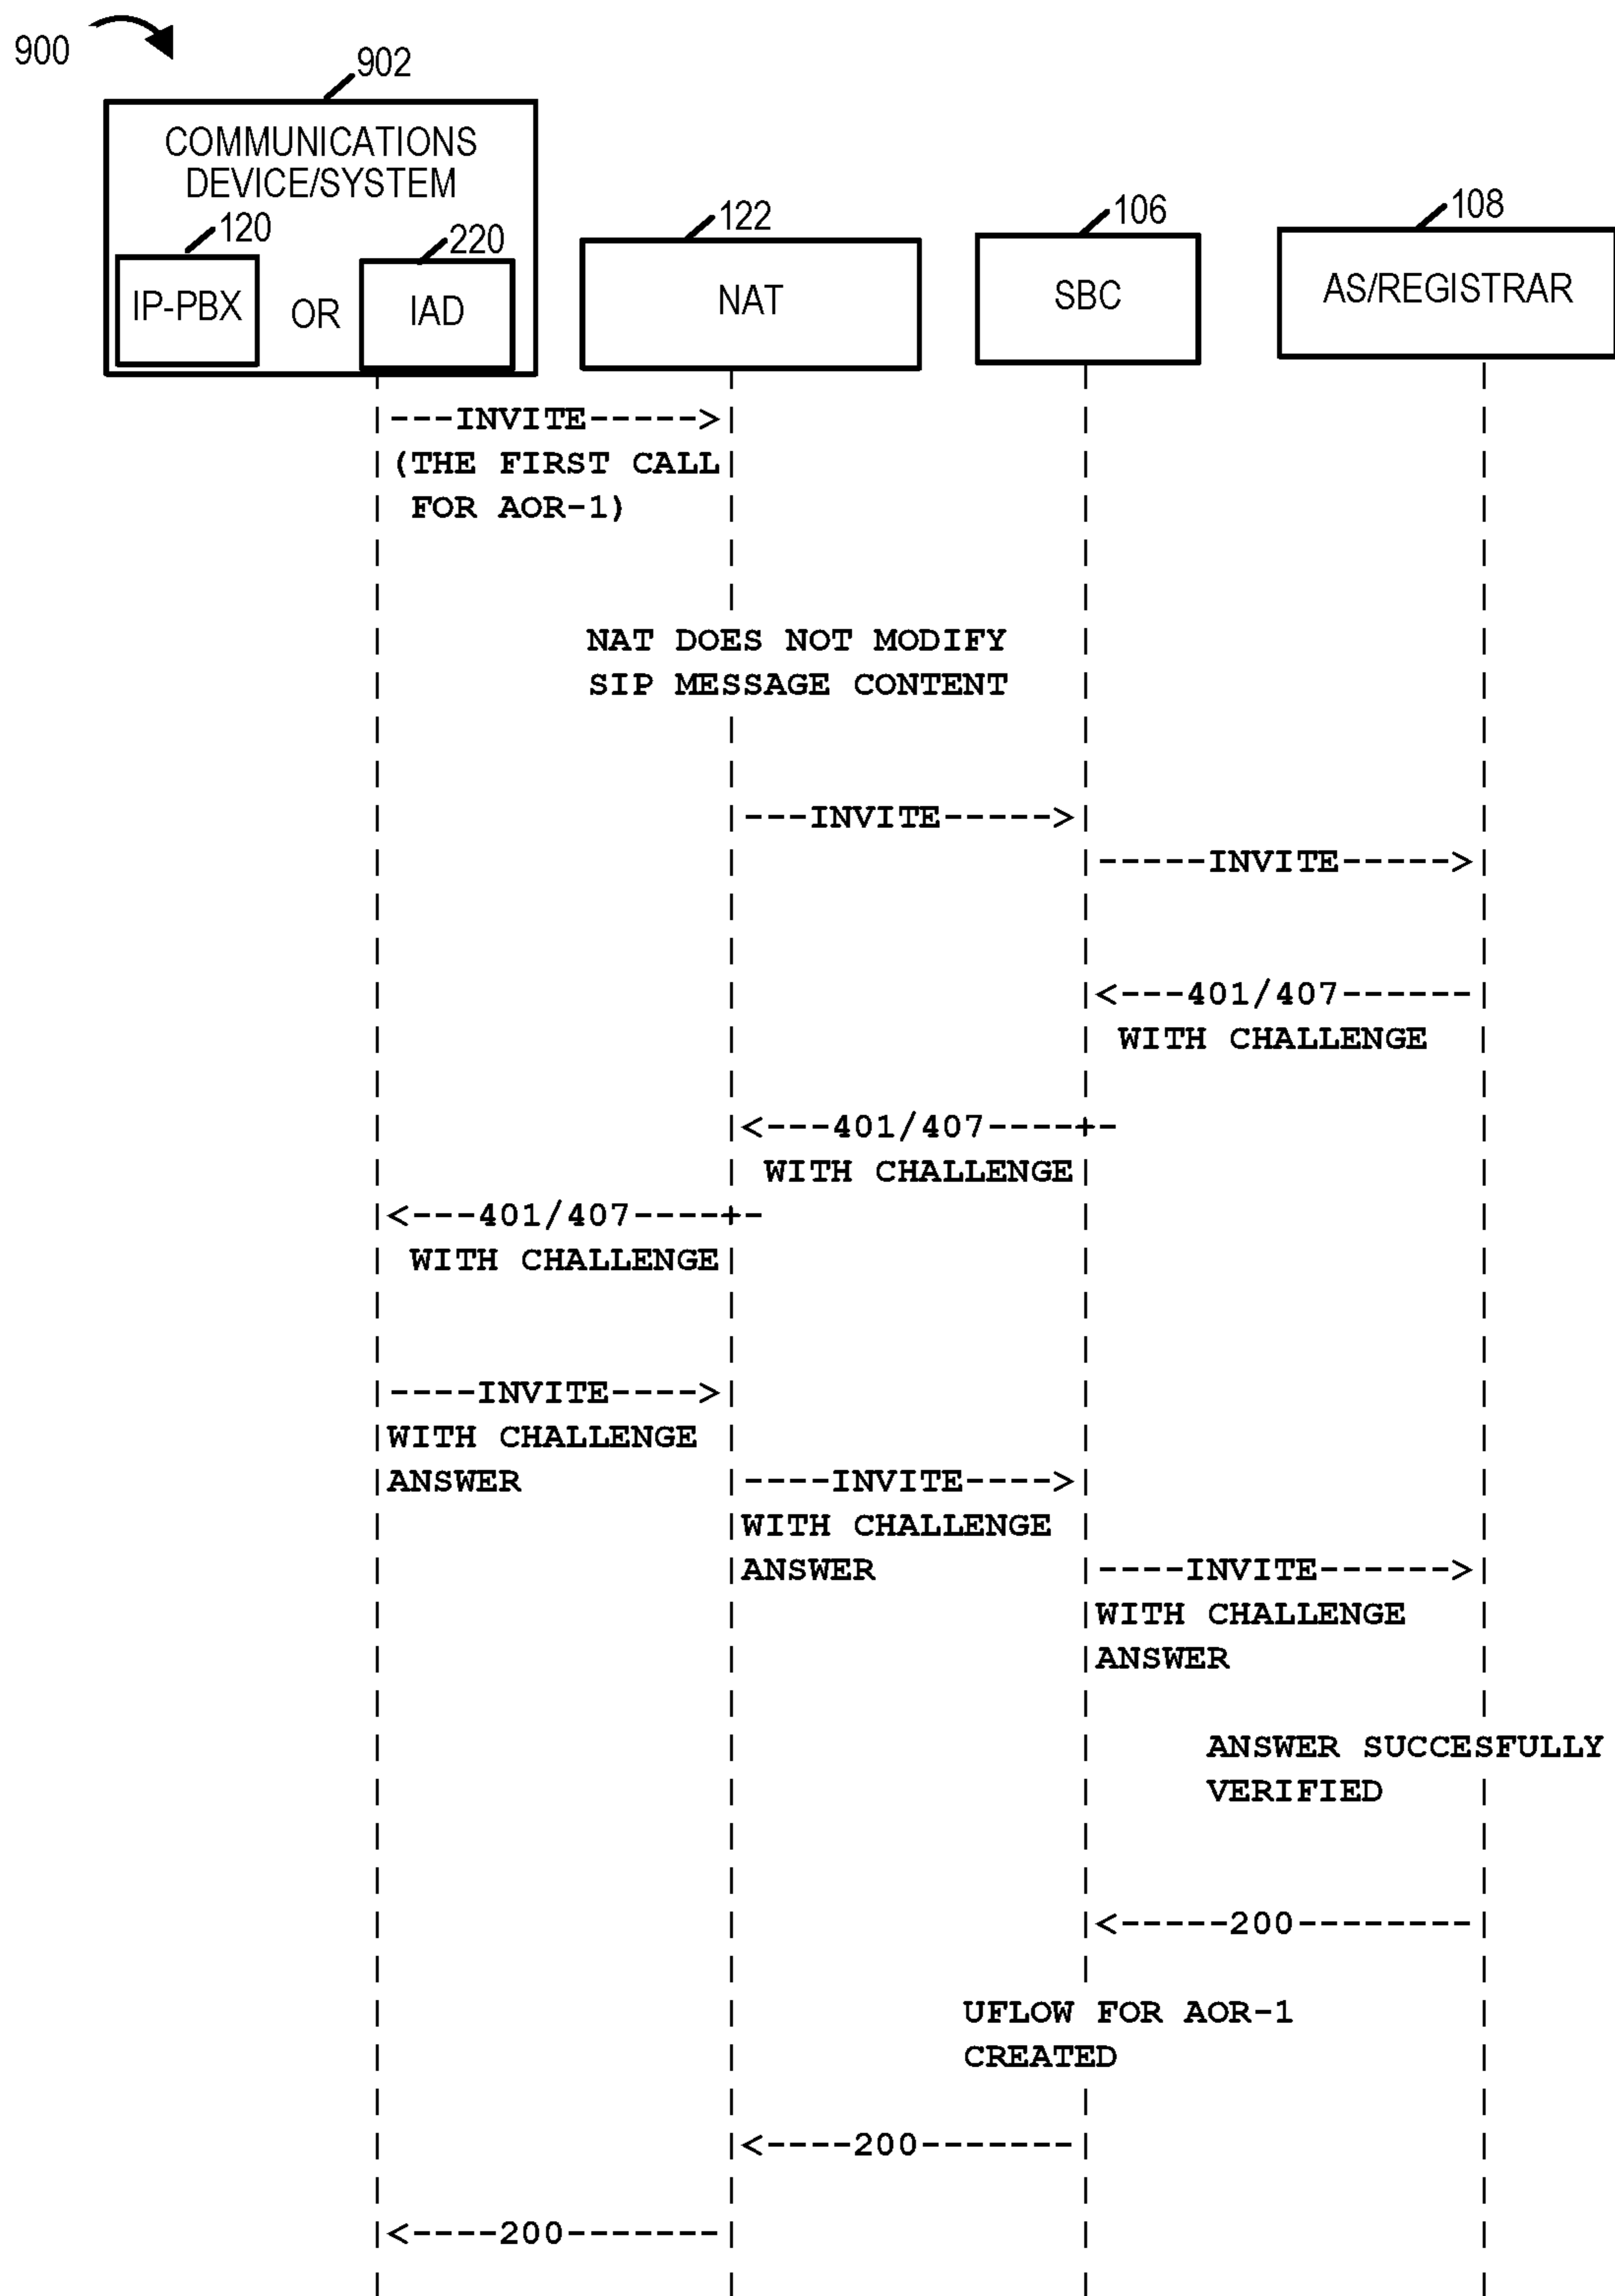 900
902
COMMUNICATIONS
DEVICE/SYSTEM
120
220
IP-PBX OR IAD
122
NAT
106
SBC
108
AS/REGISTRAR
|---INVITE----->|
(THE FIRST CALL
FOR AOR-1)
NAT DOES NOT MODIFY
SIP MESSAGE CONTENT
|---INVITE----->|
|-----INVITE----->|
|<---401/407------|
WITH CHALLENGE
|<---401/407----+-
WITH CHALLENGE
|<---401/407----+-
WITH CHALLENGE
|----INVITE---->|
WITH CHALLENGE
ANSWER
|----INVITE---->|
WITH CHALLENGE
ANSWER
|----INVITE------>|
WITH CHALLENGE
ANSWER
ANSWER SUCCESFULLY
VERIFIED
|<-----200--------|
UFLOW FOR AOR-1
CREATED
|<----200-------|
|<----200-------|